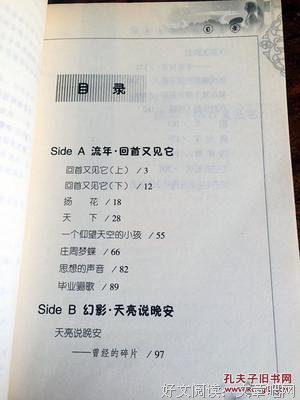 目 录
Side A 流年·回首又见它
回首又见它(上) / 3
回首又见它(下) / 12
扬 花 / 18
天 下 / 28
一个仰望天空的小孩 / 55
庄周梦蝶 / 66
思想的声音 / 82
毕业骊歌 / 89
Side B 幻影·天亮说晚安
天亮说晚安
——曾经的碎片 / 97
孔夫子旧书网